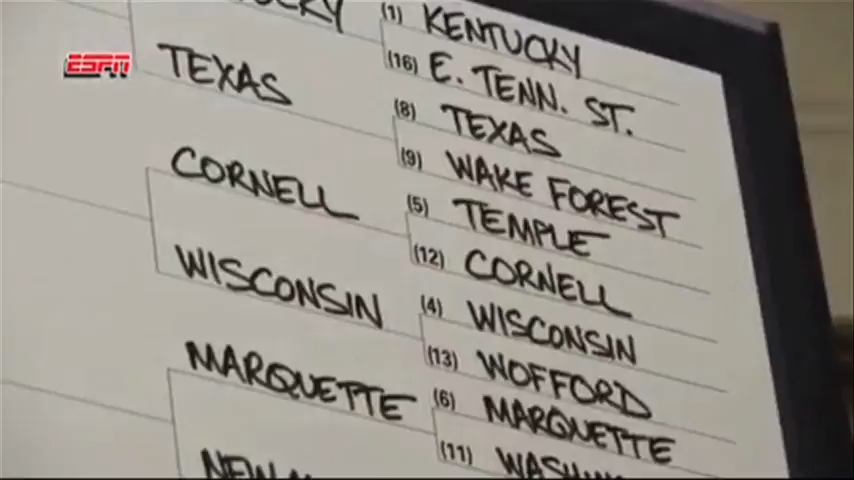 (1) KENTUCKY
(16) E. TENN. ST.
ESPN
TEXAS
(8) TEXAS
(9) WAKE FOREST
CORNELL
(5) TEMPLE
(12) CORNELL
WISCONSIN
(4) WISCONSIN
(13) WOFFORD
MARQUETTE
(6) MARQUETTE
(11)